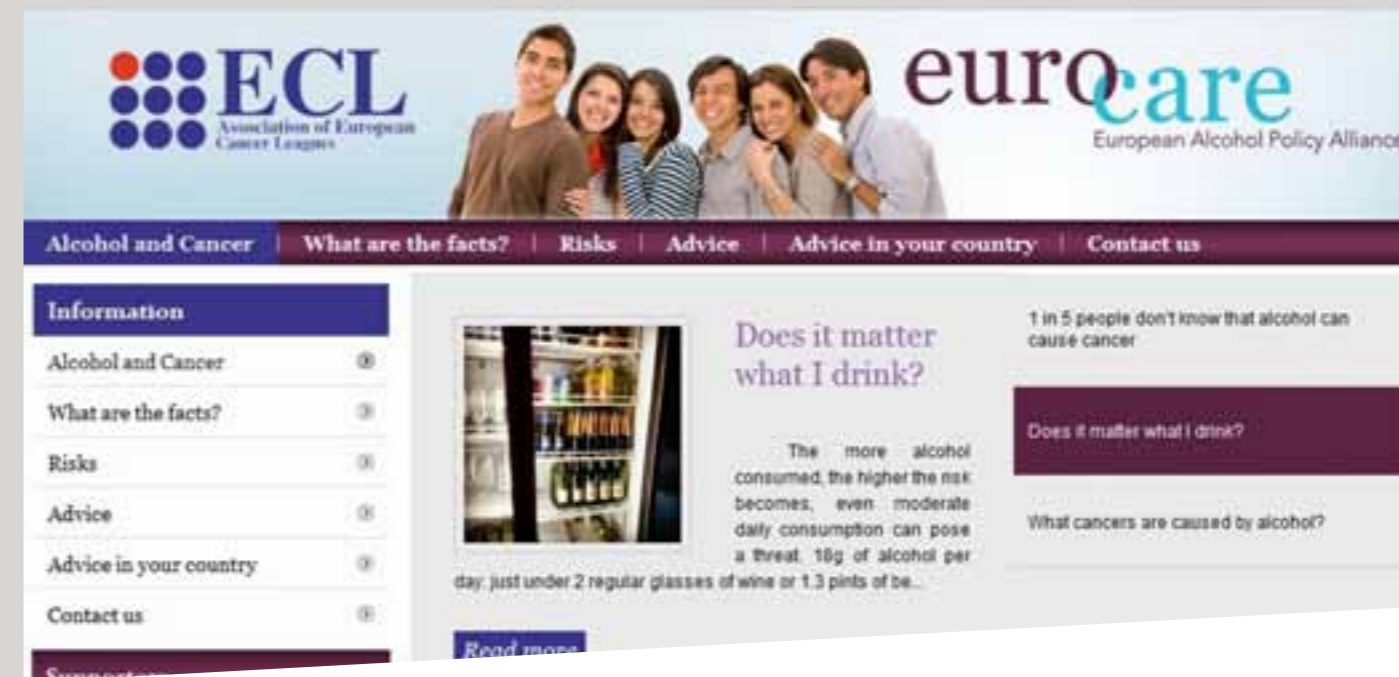 ECL
Association of European
Cancer Leagues
eurocare
European Alcohol Policy Alliance
Alcohol and Cancer
What are the facts?
Risks
Advice
Advice in your country
Contact us
Information
Alcohol and Cancer
What are the facts?
Risks
Advice
Advice in your country
Contact us
Does it matter
what I drink?
The more alcohol
consumed, the higher the risk
becomes, even moderate
daily consumption can pose
a threat. 18g of alcohol per
day: just under 2 regular glasses of wine or 1.3 pints of be...
Read more
1 in 5 people don't know that alcohol can
cause cancer
Does it matter what I drink?
What cancers are caused by alcohol?